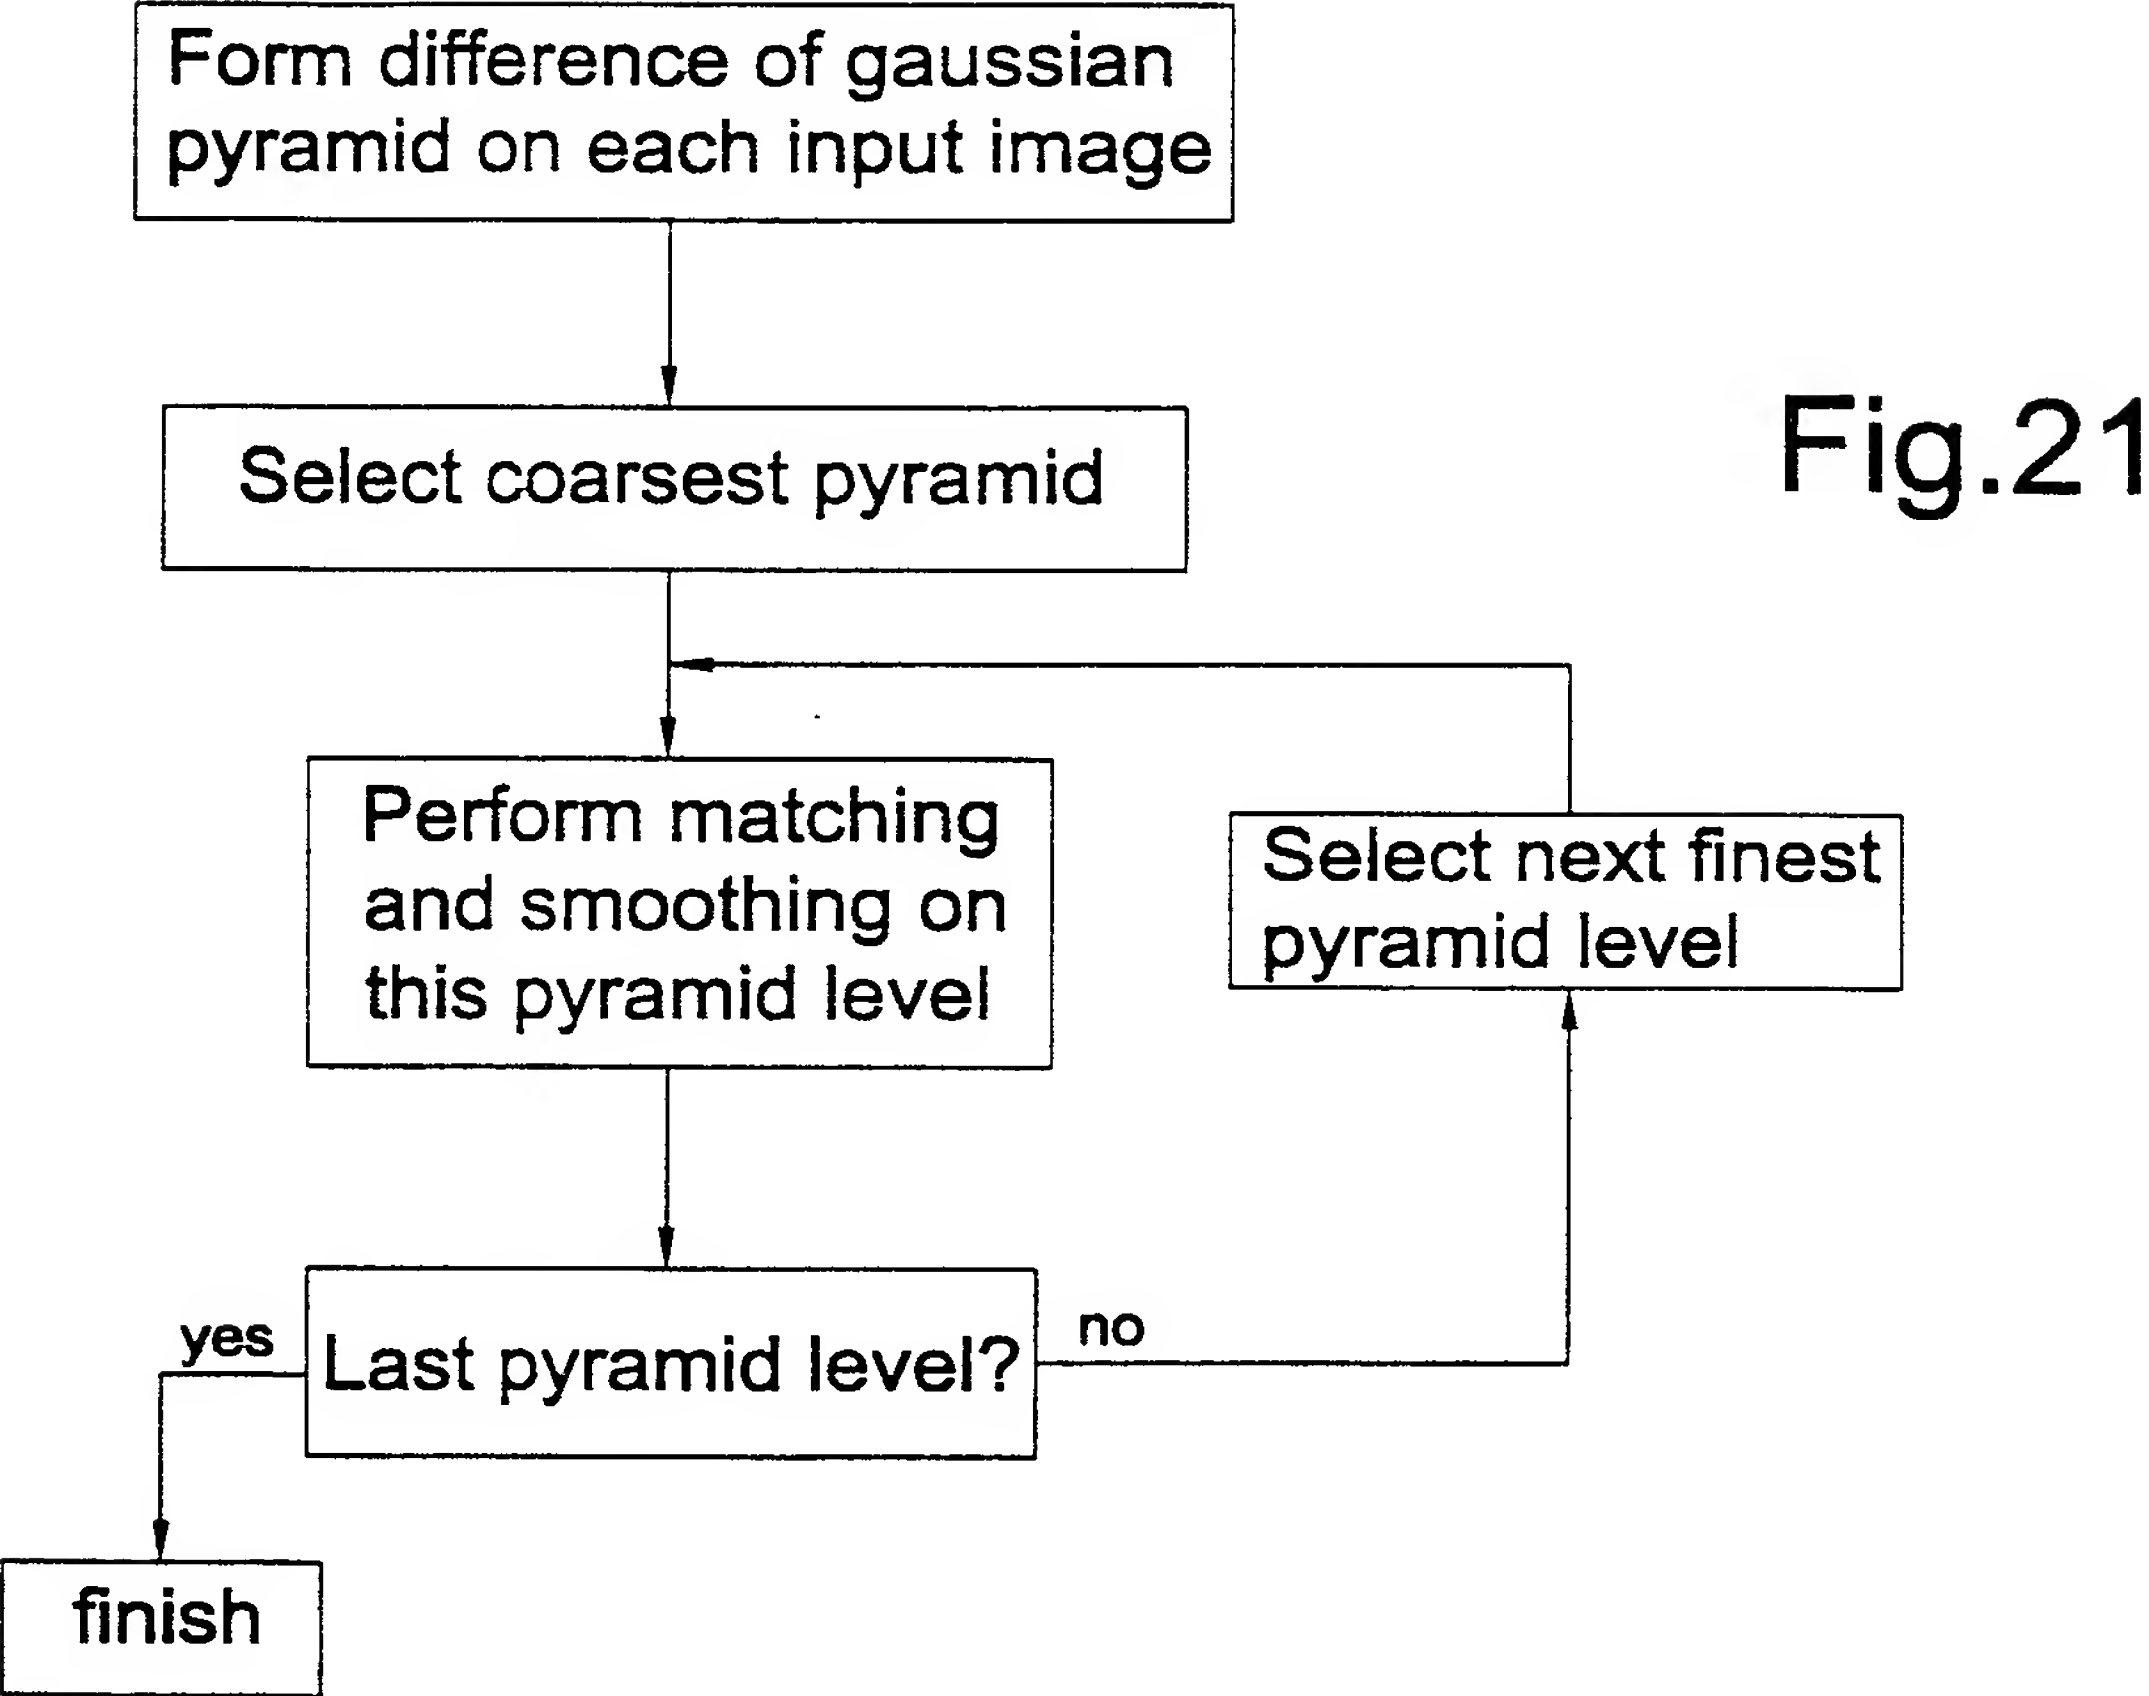 Form difference of gaussian
pyramid on each input image
Select coarsest pyramid
Fig.21
Perform matching
and smoothing on
this pyramid level
Select next finest
pyramid level
Last pyramid level?
yes
no
finish